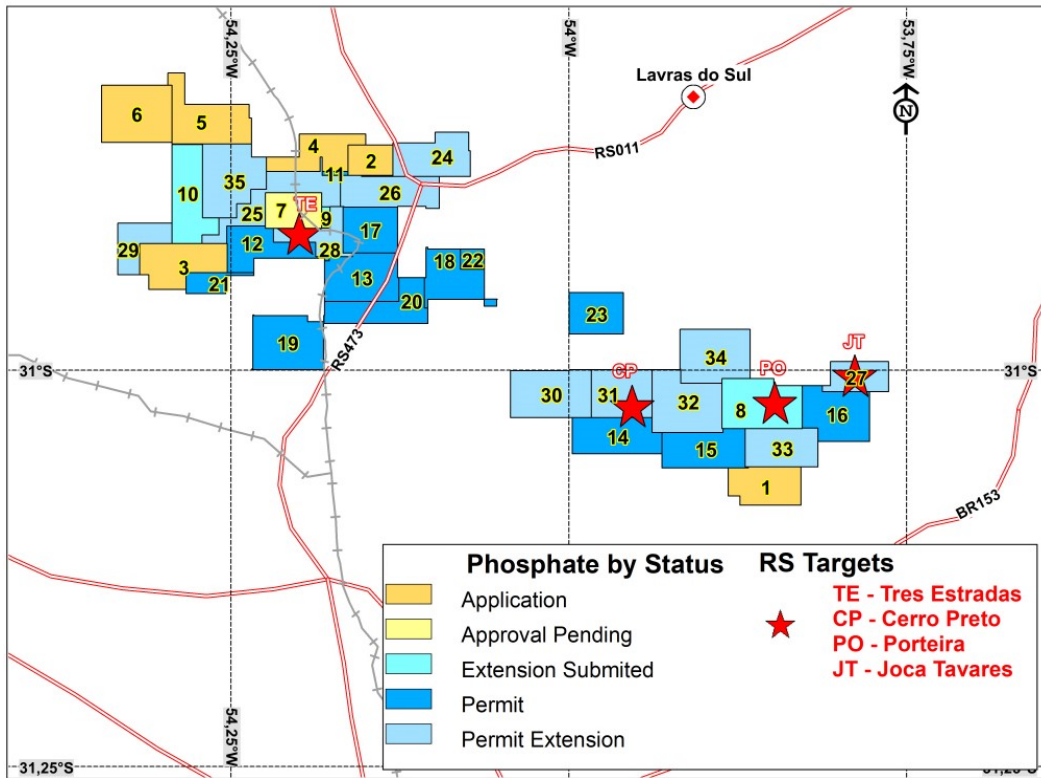 54,25°W
54°W
53,75°W
Lavras do Sul
N
RS011
6
5
4
2
24
11
35
10
26
7
TE
25
9
17
29
12
28
3
21
13
18
22
20
23
19
RS473
34
JT
31°S
31°S
CP
PO
27
30
31
32
8
16
14
15
33
1
BR153
Phosphate by Status
Application
Approval Pending
Extension Submited
Permit
Permit Extension
RS Targets
TE - Tres Estradas
CP - Cerro Preto
PO - Porteira
JT - Joca Tavares
54,25°W
31,25°S